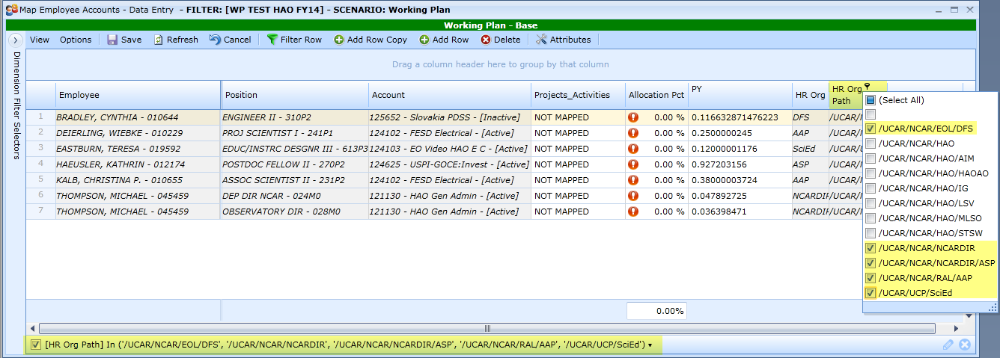 Map Employee Accounts - Data Entry - FILTER: [WP TEST HAO FY14] - SCENARIO: Working Plan
Working Plan - Base
View Options Save Refresh Cancel Filter Row Add Row Copy Add Row Delete Attributes
Dimension Filter Selectors
Drag a column header here to group by that column
Employee Position Account Projects_Activities Allocation Pct PY HR Org HR Org Path
1 BRADLEY, CYNTHIA - 010644 ENGINEER II - 310P2 125652 - Slovakia PDSS - [Inactive] NOT MAPPED 0.00 % 0.116632871476223 DFS /UCAR/N
2 DEIERLING, WIEBKE - 010229 PROJ SCIENTIST I - 241P1 124102 - FESD Electrical - [Active] NOT MAPPED 0.00 % 0.2500000245 AAP /UCAR/N
3 EASTBURN, TERESA - 019592 EDUC/INSTRC DESGNR III - 613P3 124103 - EO Video HAO E C - [Active] NOT MAPPED 0.00 % 0.12000001176 SciEd /UCAR/U
4 HAEUSLER, KATHRIN - 012174 POSTDOC FELLOW II - 270P2 124625 - USPI-GOCE:Invest - [Active] NOT MAPPED 0.00 % 0.927203156 ASP /UCAR/N
5 KALB, CHRISTINA P. - 010655 ASSOC SCIENTIST II - 231P2 124102 - FESD Electrical - [Active] NOT MAPPED 0.00 % 0.38000003724 AAP /UCAR/N
6 THOMPSON, MICHAEL - 045459 DEP DIR NCAR - 024M0 121130 - HAO Gen Admin - [Active] NOT MAPPED 0.00 % 0.047892725 NCARDIR /UCAR/N
7 THOMPSON, MICHAEL - 045459 OBSERVATORY DIR - 028M0 121130 - HAO Gen Admin - [Active] NOT MAPPED 0.00 % 0.036398471 NCARDIR /UCAR/N
(Select All)
/UCAR/NCAR/EOL/DFS
/UCAR/NCAR/HAO
/UCAR/NCAR/HAO/AIM
/UCAR/NCAR/HAO/HAOAO
/UCAR/NCAR/HAO/IG
/UCAR/NCAR/HAO/LSV
/UCAR/NCAR/HAO/MLSO
/UCAR/NCAR/HAO/STSW
/UCAR/NCAR/NCARDIR
/UCAR/NCAR/NCARDIR/ASP
/UCAR/NCAR/RAL/AAP
/UCAR/UCP/SciEd
0.00%
[HR Org Path] In ('/UCAR/NCAR/EOL/DFS', '/UCAR/NCAR/NCARDIR', '/UCAR/NCAR/NCARDIR/ASP', '/UCAR/NCAR/RAL/AAP', '/UCAR/UCP/SciEd')